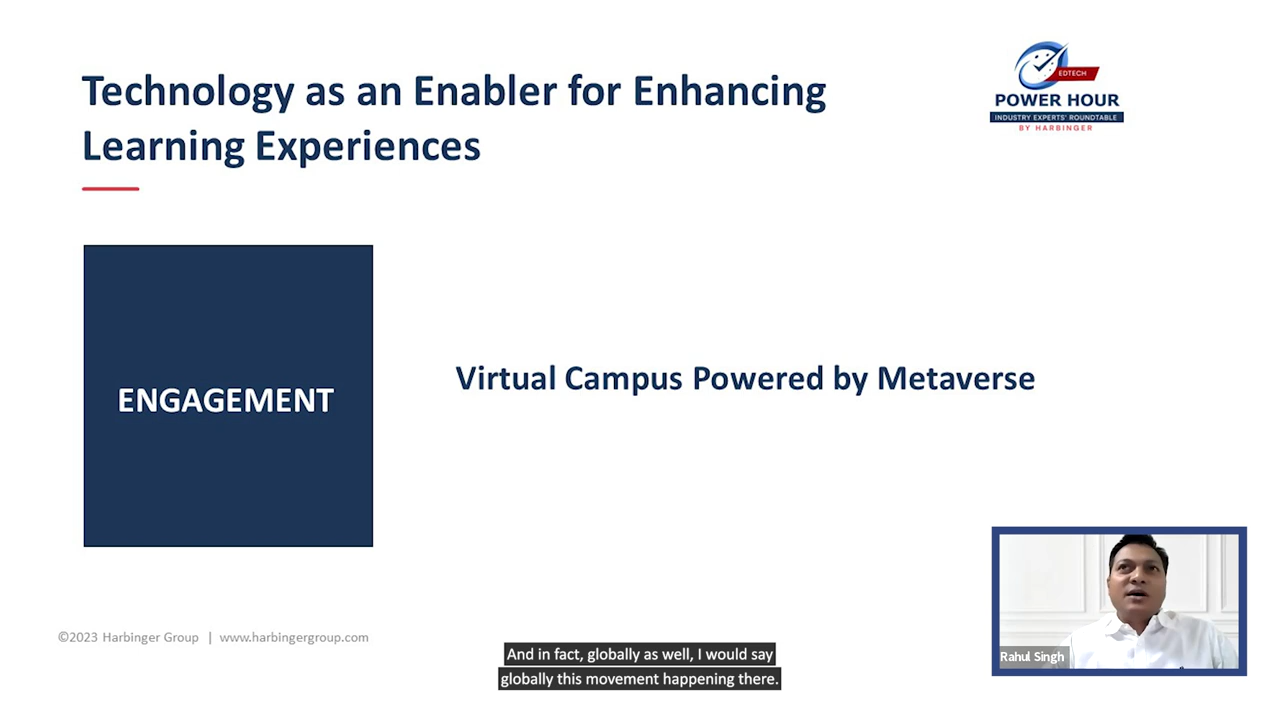 Technology as an Enabler for Enhancing
Learning Experiences
EDTECH
POWER HOUR
INDUSTRY EXPERTS' ROUNDTABLE
BY HARBINGER
ENGAGEMENT
Virtual Campus Powered by Metaverse
Rahul Singh
©2023 Harbinger Group | www.harbingergroup.com
And in fact, globally as well, I would say
globally this movement happening there.